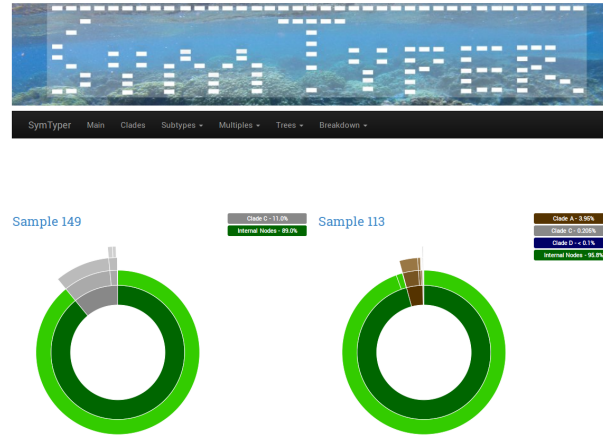 SymTyper Main Clades Subtypes Multiples Trees Breakdown
Sample 149
Clade C - 11.0%
Internal Nodes - 89.0%
Sample 113
Clade A - 3.95%
Clade C - 0.205%
Clade D - < 0.1%
Internal Nodes - 95.8%